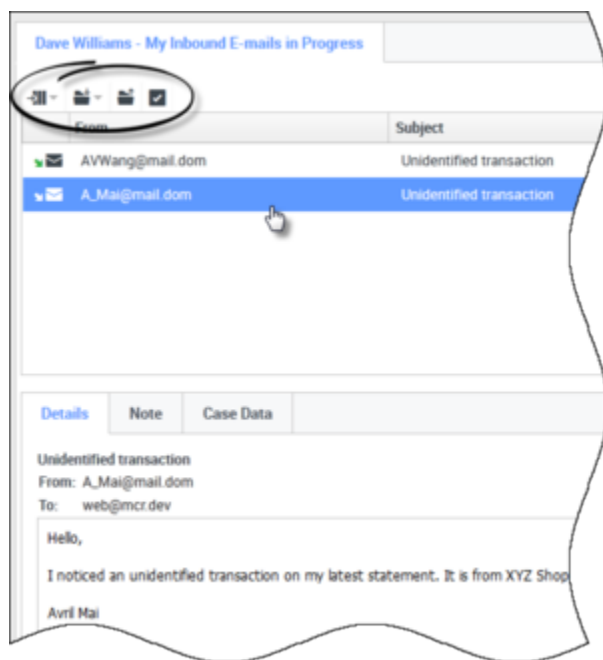 Dave Williams - My Inbound E-mails in Progress
From Subject
AVWang@mail.dom Unidentified transaction
A_Mai@mail.dom Unidentified transaction
Details Note Case Data
Unidentified transaction
From: A_Mai@mail.dom
To: web@mcr.dev
Hello,
I noticed an unidentified transaction on my latest statement. It is from XYZ Shop
Avril Mai